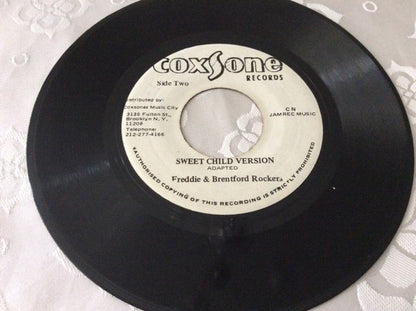 coxsone
RECORDS
Side Two
Distributed by:
Coxsones Music City
3135 Fulton St.,
Brooklyn N, Y,
11208
Telephone:
212-277-4166
C N
JAMREC MUSIC
SWEET CHILD VERSION
ADAPTED
Freddie & Brentford Rockers
UNAUTHORISED COPYING OF THIS RECORDING IS STRICTLY PROHIBITED